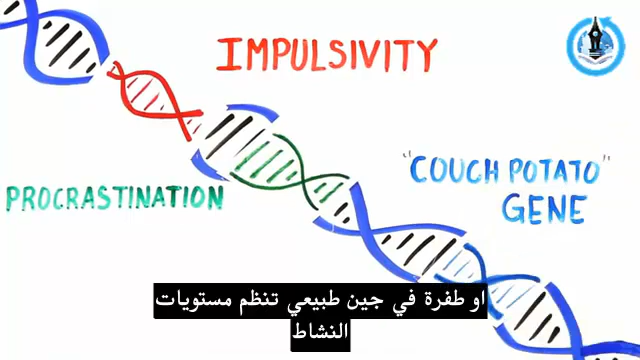 IMPULSIVITY
"COUCH POTATO"
GENE
PROCRASTINATION
او طفرة في جين طبيعي تنظم مستويات
النشاط